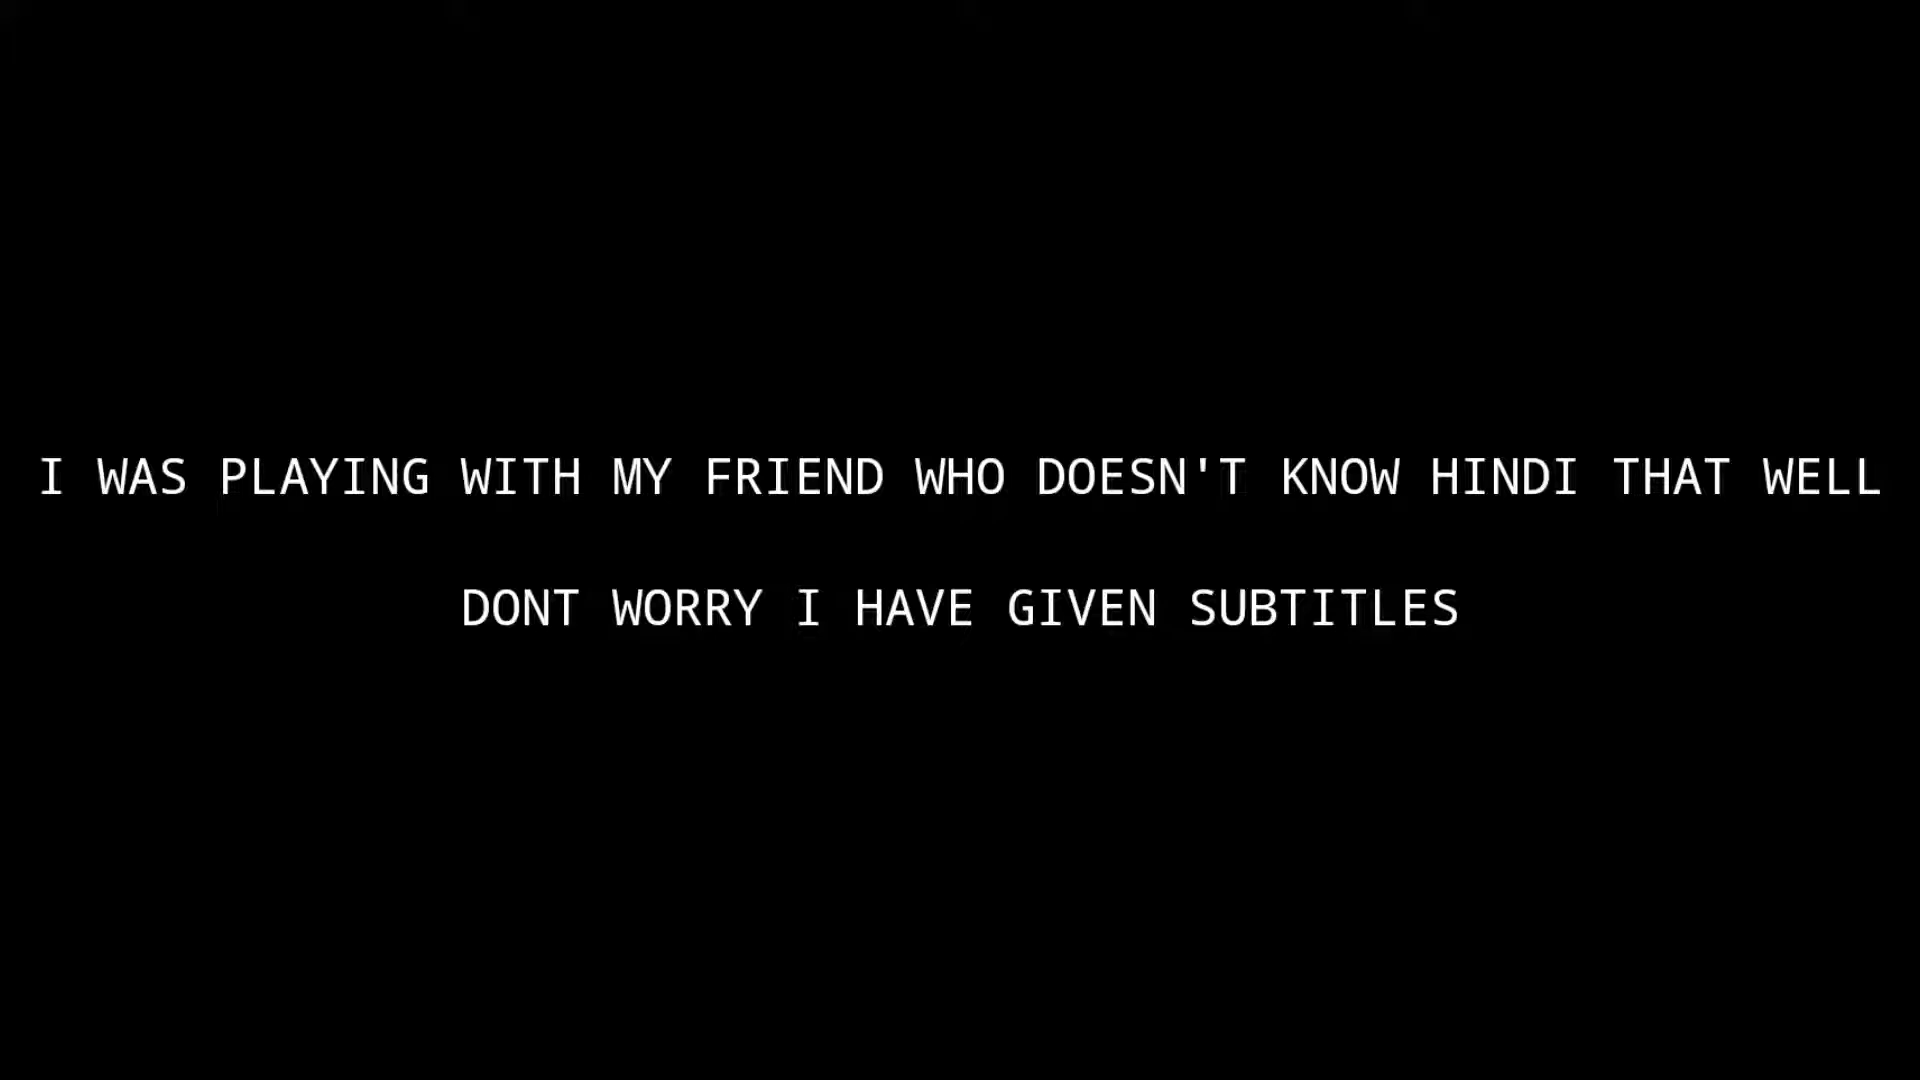 I WAS PLAYING WITH MY FRIEND WHO DOESN'T KNOW HINDI THAT WELL
DONT WORRY I HAVE GIVEN SUBTITLES